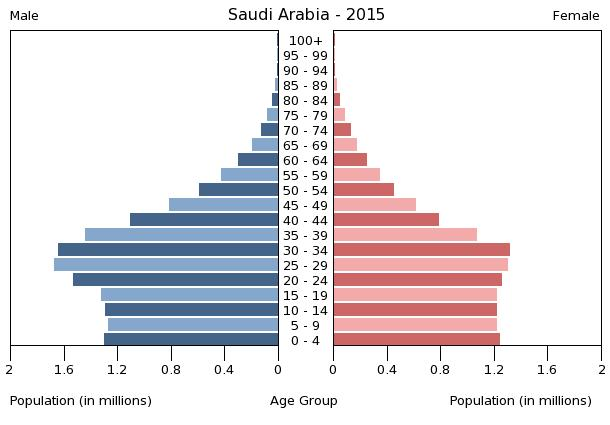 Saudi Arabia - 2015
Male
Female
100+
95 - 99
90 - 94
85 - 89
80 - 84
75 - 79
70 - 74
65 - 69
60 - 64
55 - 59
50 - 54
45 - 49
40 - 44
35 - 39
30 - 34
25 - 29
20 - 24
15 - 19
10 - 14
5 - 9
0 - 4
2 1.6 1.2 0.8 0.4 0 0 0.4 0.8 1.2 1.6 2
Population (in millions) Age Group Population (in millions)